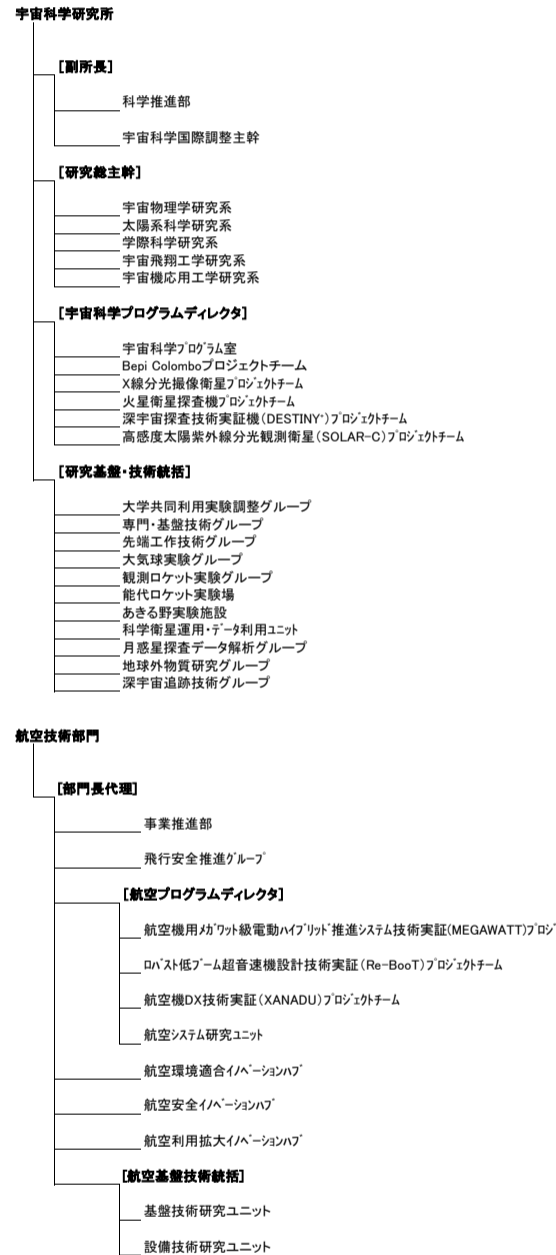 宇宙科学研究所
[副所長]
科学推進部
宇宙科学国際調整主幹
[研究総主幹]
宇宙物理学研究系
太陽系科学研究系
学際科学研究系
宇宙飛翔工学研究系
宇宙機応用工学研究系
[宇宙科学プログラムディレクタ]
宇宙科学ﾌﾟﾛｸﾞﾗﾑ室
Bepi Colomboプロジェクトチーム
X線分光撮像衛星ﾌﾟﾛｼﾞｪｸﾄチーム
火星衛星探査機ﾌﾟﾛｼﾞｪｸﾄチーム
深宇宙探査技術実証機(DESTINY⁺)ﾌﾟﾛｼﾞｪｸﾄチーム
高感度太陽紫外線分光観測衛星(SOLAR-C)ﾌﾟﾛｼﾞｪｸﾄチーム
[研究基盤・技術統括]
大学共同利用実験調整グループ
専門・基盤技術グループ
先端工作技術グループ
大気球実験グループ
観測ロケット実験グループ
能代ロケット実験場
あきる野実験施設
科学衛星運用・ﾃﾞｰﾀ利用ﾕﾆｯﾄ
月惑星探査データ解析グループ
地球外物質研究グループ
深宇宙追跡技術グループ
航空技術部門
[部門長代理]
事業推進部
飛行安全推進ｸﾞﾙｰﾌﾟ
[航空プログラムディレクタ]
航空機用ﾒｶﾞﾜｯﾄ級電動ﾊｲﾌﾞﾘｯﾄﾞ推進システム技術実証(MEGAWATT)ﾌﾟﾛｼﾞ
ﾛﾊﾞｽﾄ低ﾌﾞｰﾑ超音速機設計技術実証(Re-BooT)ﾌﾟﾛｼﾞｪｸﾄチーム
航空機DX技術実証(XANADU)ﾌﾟﾛｼﾞｪｸﾄチーム
航空ｼｽﾃﾑ研究ﾕﾆｯﾄ
航空環境適合ｲﾉﾍﾞｰｼｮﾝﾊﾌﾞ
航空安全ｲﾉﾍﾞｰｼｮﾝﾊﾌﾞ
航空利用拡大ｲﾉﾍﾞｰｼｮﾝﾊﾌﾞ
[航空基盤技術統括]
基盤技術研究ユニット
設備技術研究ユニット